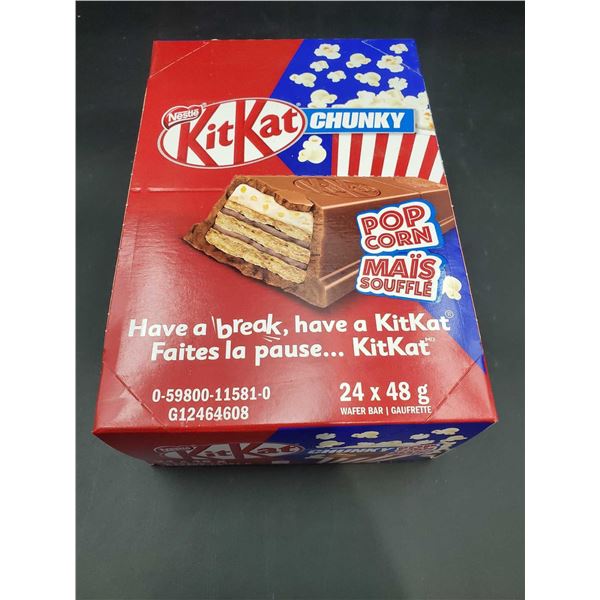 Nestlé
KitKat CHUNKY
KitKat
POP
CORN
MAÏS
SOUFFLÉ
Have a break, have a KitKat®
Faites la pause... KitKat MD
0-59800-11581-0
G12464608
24 x 48 g
WAFER BAR | GAUFRETTE
KitKat CHUNKY